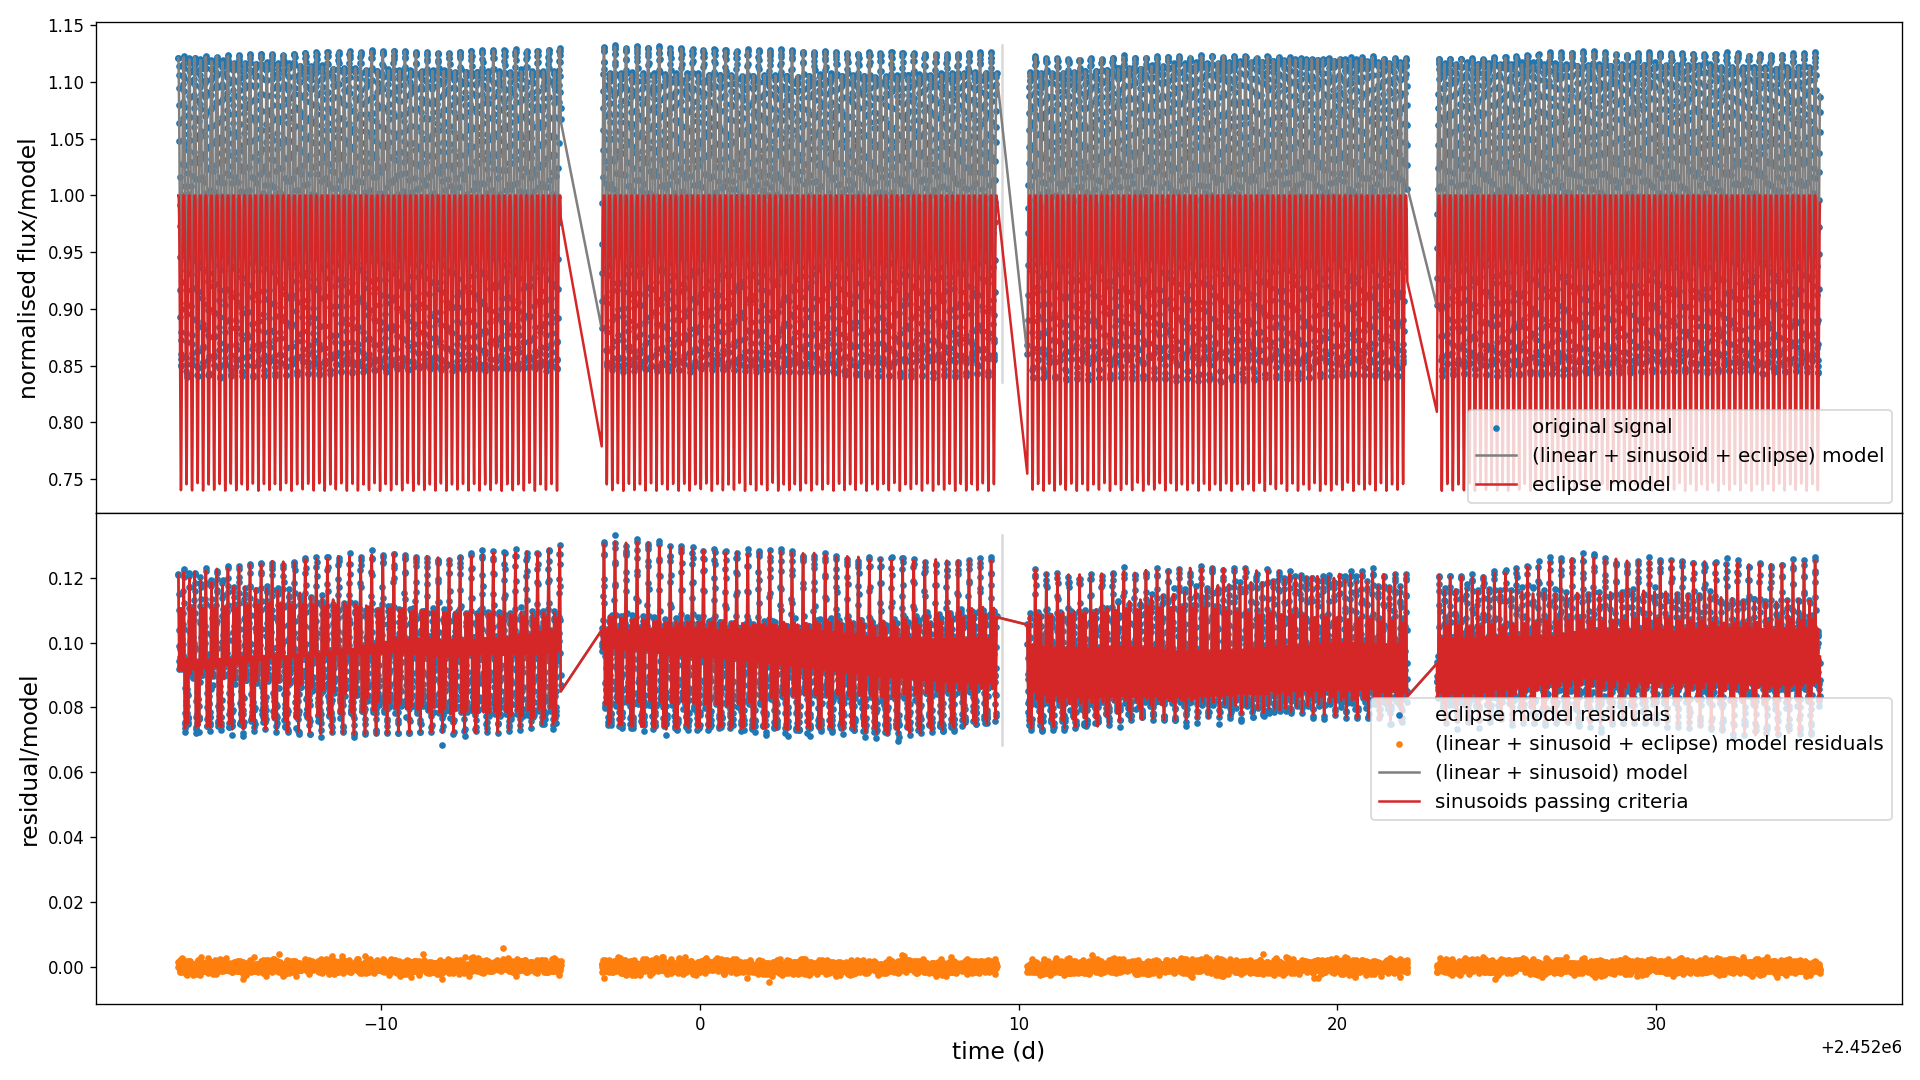 1.15
1.10
1.05
1.00
0.95
0.90
0.85
0.80
0.75
normalised flux/model
original signal
(linear + sinusoid + eclipse) model
eclipse model
0.12
0.10
0.08
0.06
0.04
0.02
0.00
residual/model
eclipse model residuals
(linear + sinusoid + eclipse) model residuals
(linear + sinusoid) model
sinusoids passing criteria
−10
0
10
20
30
time (d)
+2.452e6